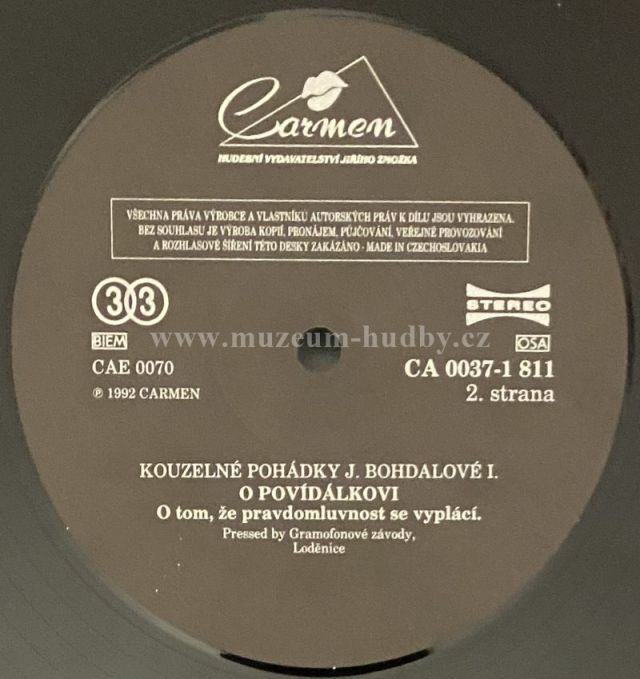 Carmen
HUDEBNÍ VYDAVATELSTVÍ JIŘÍHO ZMOŽKA
VŠECHNA PRÁVA VÝROBCE A VLASTNÍKU AUTORSKÝCH PRÁV K DÍLU JSOU VYHRAZENA.
BEZ SOUHLASU JE VÝROBA KOPIÍ, PRONÁJEM, PŮJČOVÁNÍ, VEŘEJNÉ PROVOZOVÁNÍ
A ROZHLASOVÉ ŠÍŘENÍ TÉTO DESKY ZAKÁZÁNO - MADE IN CZECHOSLOVAKIA
33 STEREO
www.muzeum-hudby.cz
BIEM OSA
CAE 0070 CA 0037-1 811
℗ 1992 CARMEN 2. strana
KOUZELNÉ POHÁDKY J. BOHDALOVÉ I.
O POVÍDÁLKOVI
O tom, že pravdomluvnost se vyplácí.
Pressed by Gramofonové závody,
Loděnice